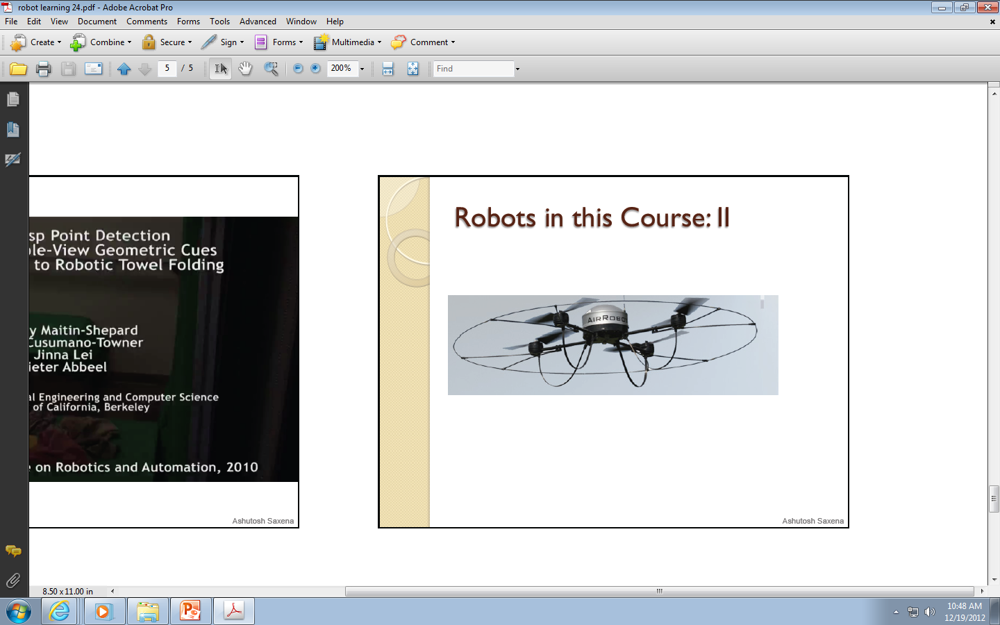 robot learning 24.pdf - Adobe Acrobat Pro
File Edit View Document Comments Forms Tools Advanced Window Help
Create Combine Secure Sign Forms Multimedia Comment
5 / 5 200% Find
sp Point Detection
le-View Geometric Cues
to Robotic Towel Folding
y Maitin-Shepard
Cusumano-Towner
Jinna Lei
ieter Abbeel
al Engineering and Computer Science
of California, Berkeley
e on Robotics and Automation, 2010
Ashutosh Saxena
Robots in this Course: II
AIRROBO
Ashutosh Saxena
8.50 x 11.00 in
10:48 AM
12/19/2012